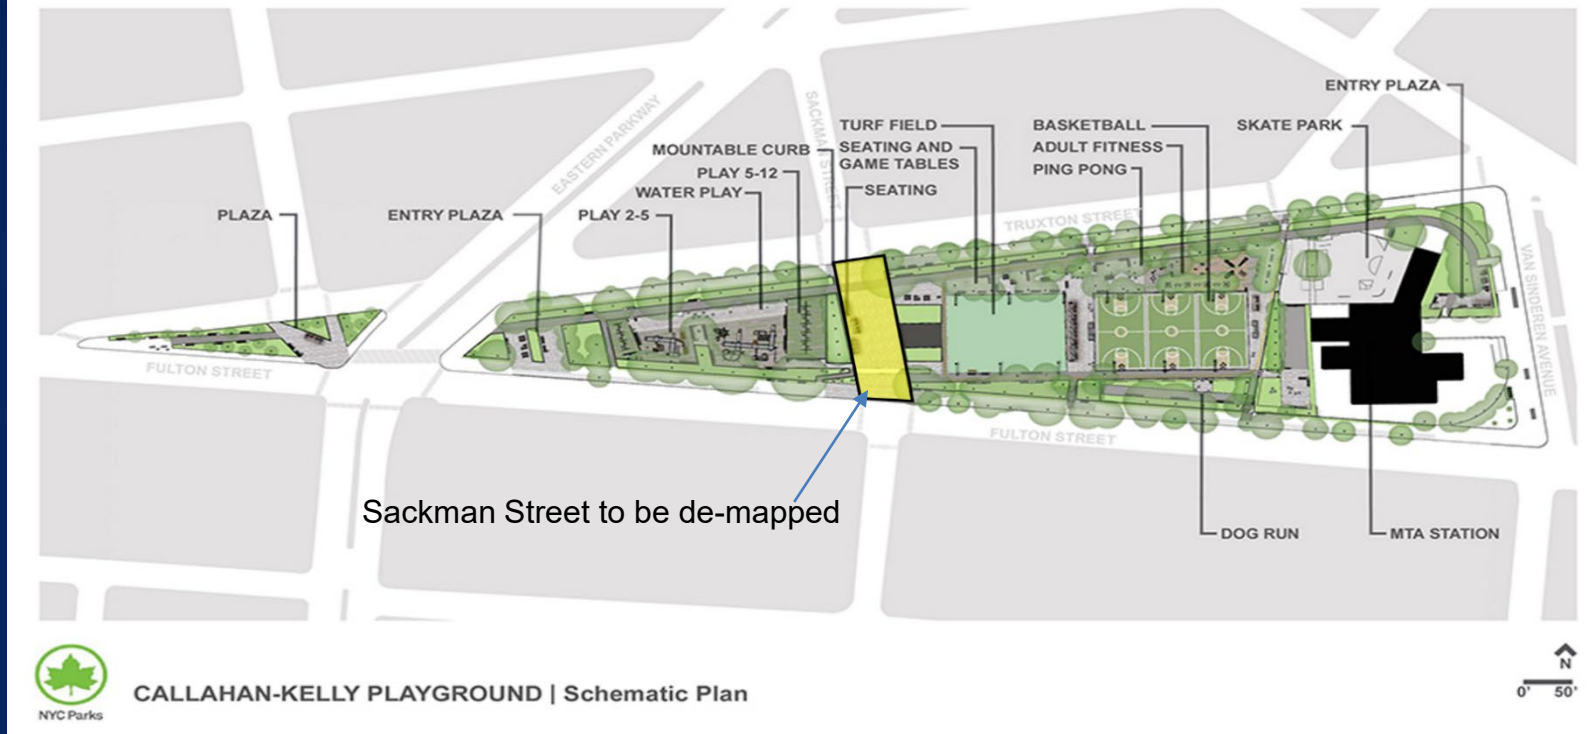 ENTRY PLAZA
SACKMAN STREET
EASTERN PARKWAY
TURF FIELD
BASKETBALL
SKATE PARK
MOUNTABLE CURB
SEATING AND
GAME TABLES
ADULT FITNESS
PLAY 5-12
PING PONG
WATER PLAY
SEATING
PLAZA
ENTRY PLAZA
PLAY 2-5
TRUXTON STREET
VAN SINDEREN AVENUE
FULTON STREET
FULTON STREET
Sackman Street to be de-mapped
DOG RUN
MTA STATION
NYC Parks
CALLAHAN-KELLY PLAYGROUND | Schematic Plan
N
0' 50'